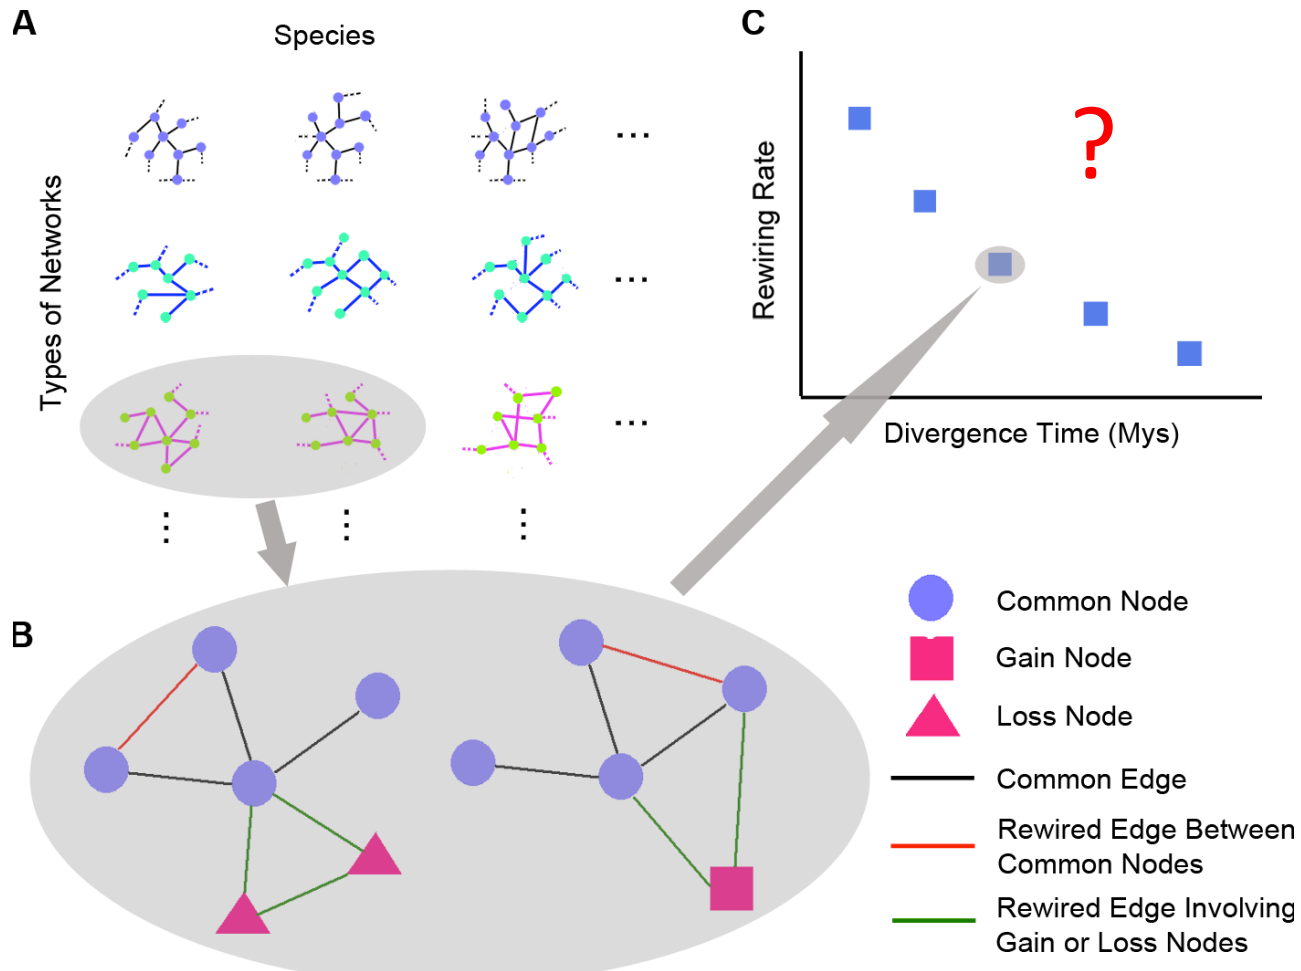 A
Species
Types of Networks
...
...
...
C
?
Rewiring Rate
Divergence Time (Mys)
B
Common Node
Gain Node
Loss Node
Common Edge
Rewired Edge Between
Common Nodes
Rewired Edge Involving
Gain or Loss Nodes